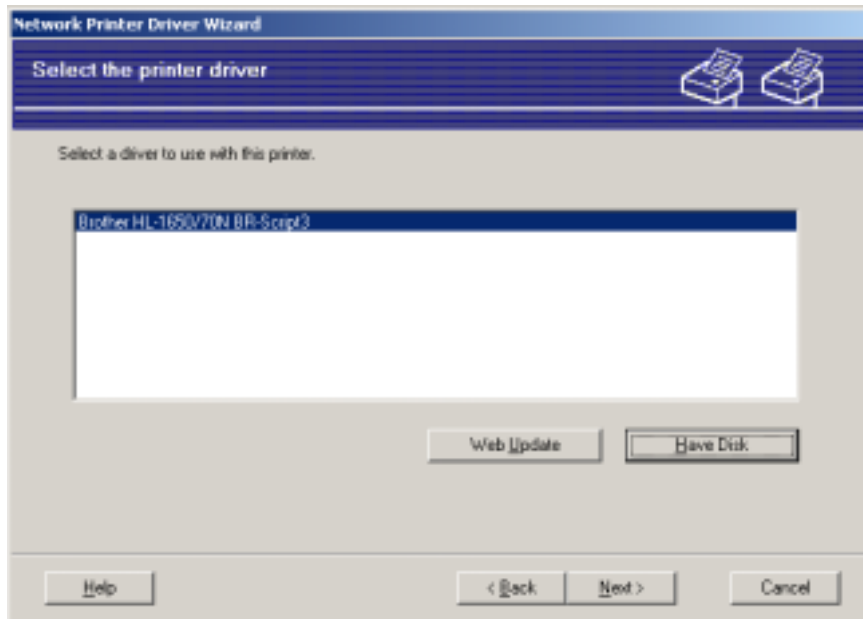 Network Printer Driver Wizard
Select the printer driver
Select a driver to use with this printer.
Brother HL-1650/70N BR-Script3
Web Update
Have Disk
Help
< Back
Next >
Cancel